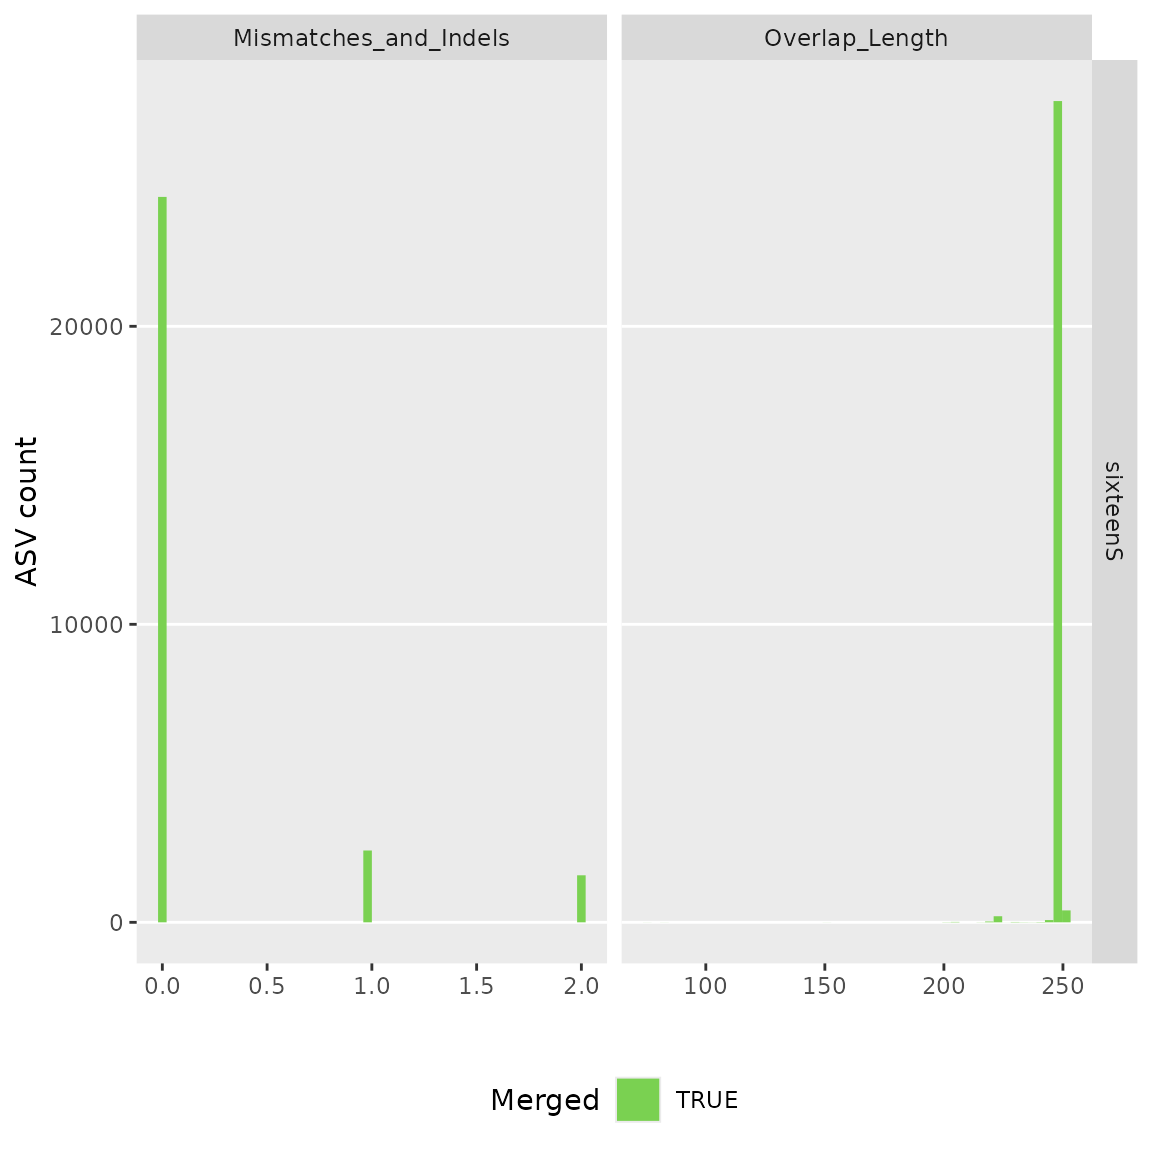 Mismatches_and_Indels
Overlap_Length
20000
10000
0
ASV count
sixteenS
0.0 0.5 1.0 1.5 2.0
100 150 200 250
Merged TRUE